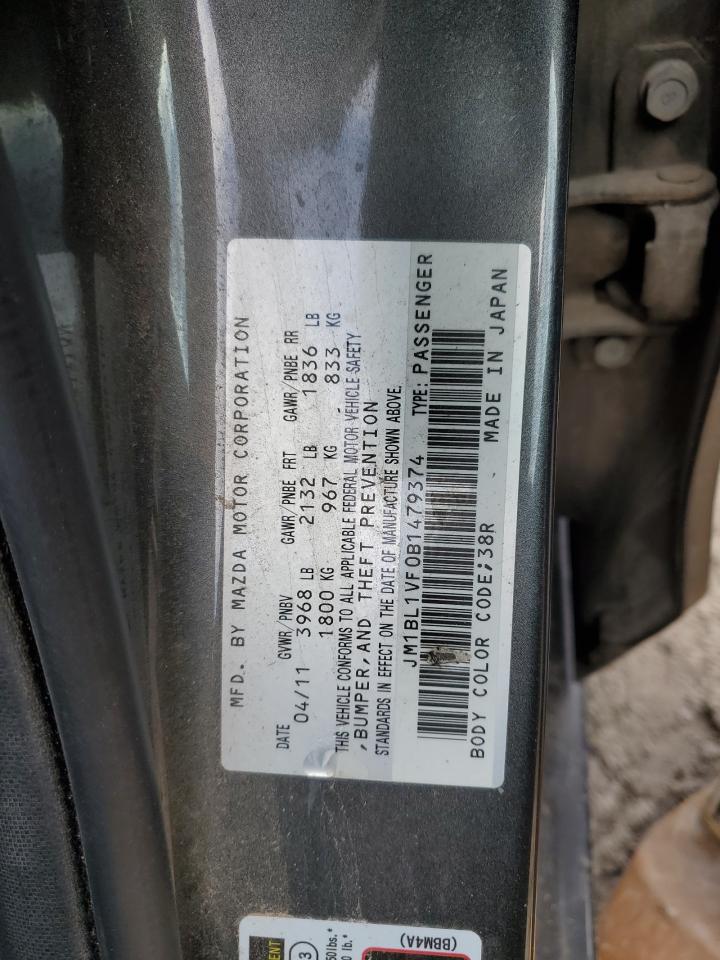 MFD. BY MAZDA MOTOR CORPORATION
DATE GVWR/PNBV GAWR/PNBE FRT GAWR/PNBE RR
04/11 3968 LB 2132 LB 1836 LB
1800 KG 967 KG 833 KG
THIS VEHICLE CONFORMS TO ALL APPLICABLE FEDERAL MOTOR VEHICLE SAFETY
,BUMPER,AND THEFT PREVENTION
STANDARDS IN EFFECT ON THE DATE OF MANUFACTURE SHOWN ABOVE.
JM1BL1VF0B1479374 TYPE:PASSENGER
BODY COLOR CODE;38R MADE IN JAPAN
(BBM4A)